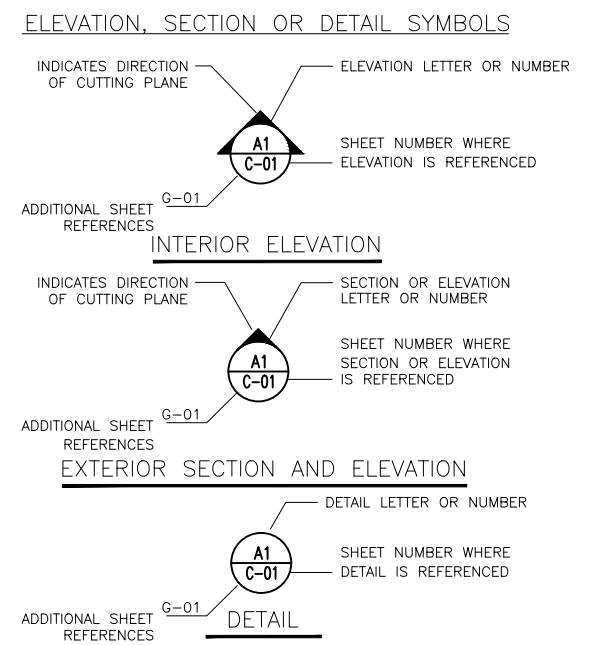 ELEVATION, SECTION OR DETAIL SYMBOLS
INDICATES DIRECTION
OF CUTTING PLANE
ELEVATION LETTER OR NUMBER
A1
C-01
SHEET NUMBER WHERE
ELEVATION IS REFERENCED
G-01
ADDITIONAL SHEET
REFERENCES
INTERIOR ELEVATION
INDICATES DIRECTION
OF CUTTING PLANE
SECTION OR ELEVATION
LETTER OR NUMBER
A1
C-01
SHEET NUMBER WHERE
SECTION OR ELEVATION
IS REFERENCED
G-01
ADDITIONAL SHEET
REFERENCES
EXTERIOR SECTION AND ELEVATION
DETAIL LETTER OR NUMBER
A1
C-01
SHEET NUMBER WHERE
DETAIL IS REFERENCED
G-01
ADDITIONAL SHEET
REFERENCES
DETAIL